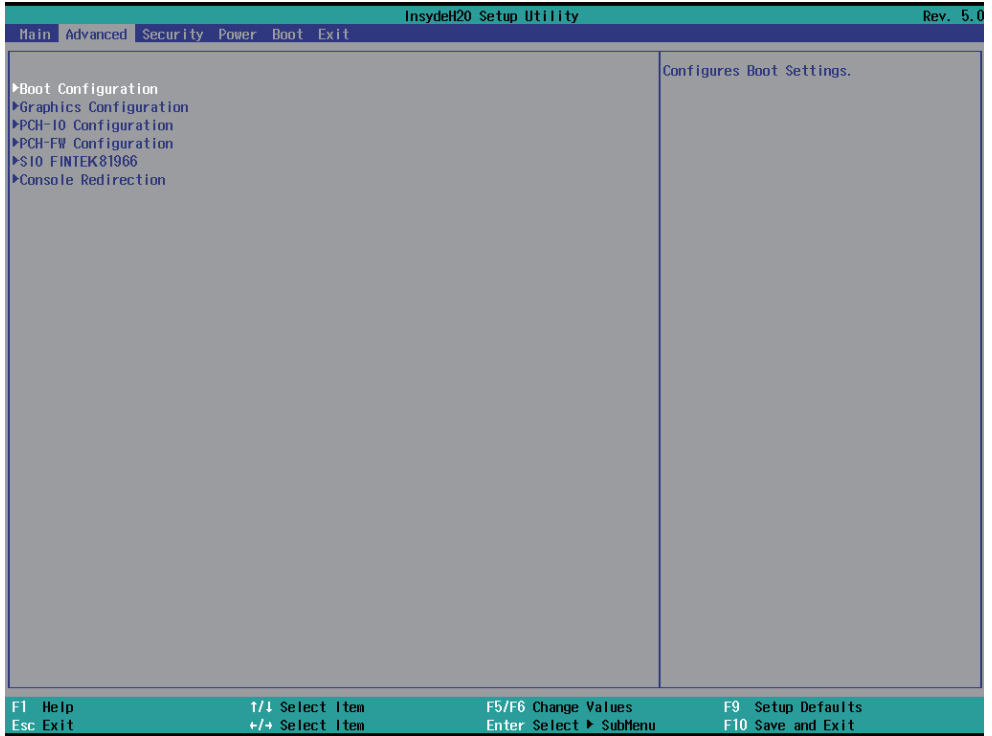 InsydeH20 Setup Utility Rev. 5.0
Main Advanced Security Power Boot Exit
Configures Boot Settings.
▶Boot Configuration
▶Graphics Configuration
▶PCH-IO Configuration
▶PCH-FW Configuration
▶SIO FINTEK81966
▶Console Redirection
F1 Help ↑/↓ Select Item F5/F6 Change Values F9 Setup Defaults
Esc Exit ←/→ Select Item Enter Select ▶ SubMenu F10 Save and Exit